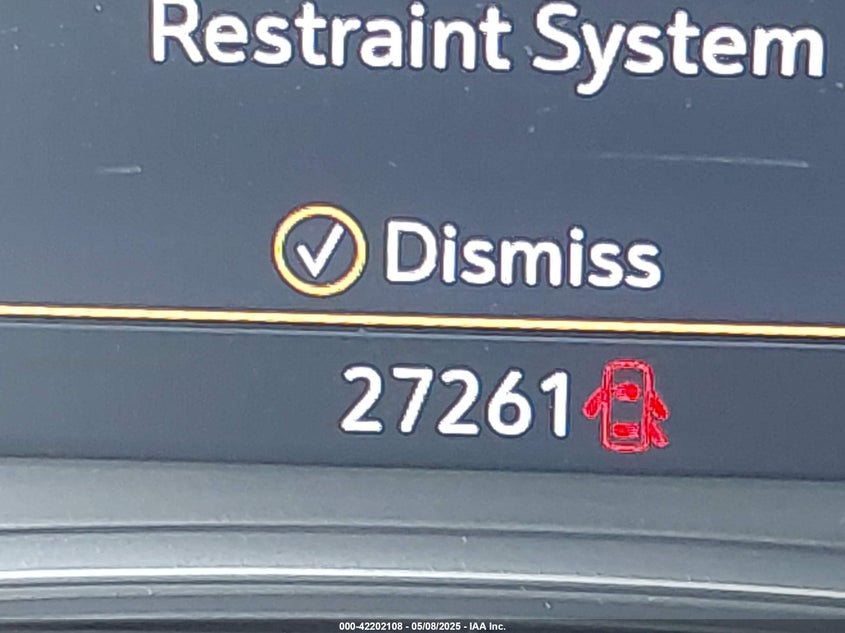 Restraint System
Dismiss
27261
000-42202108 - 05/08/2025 - IAA Inc.